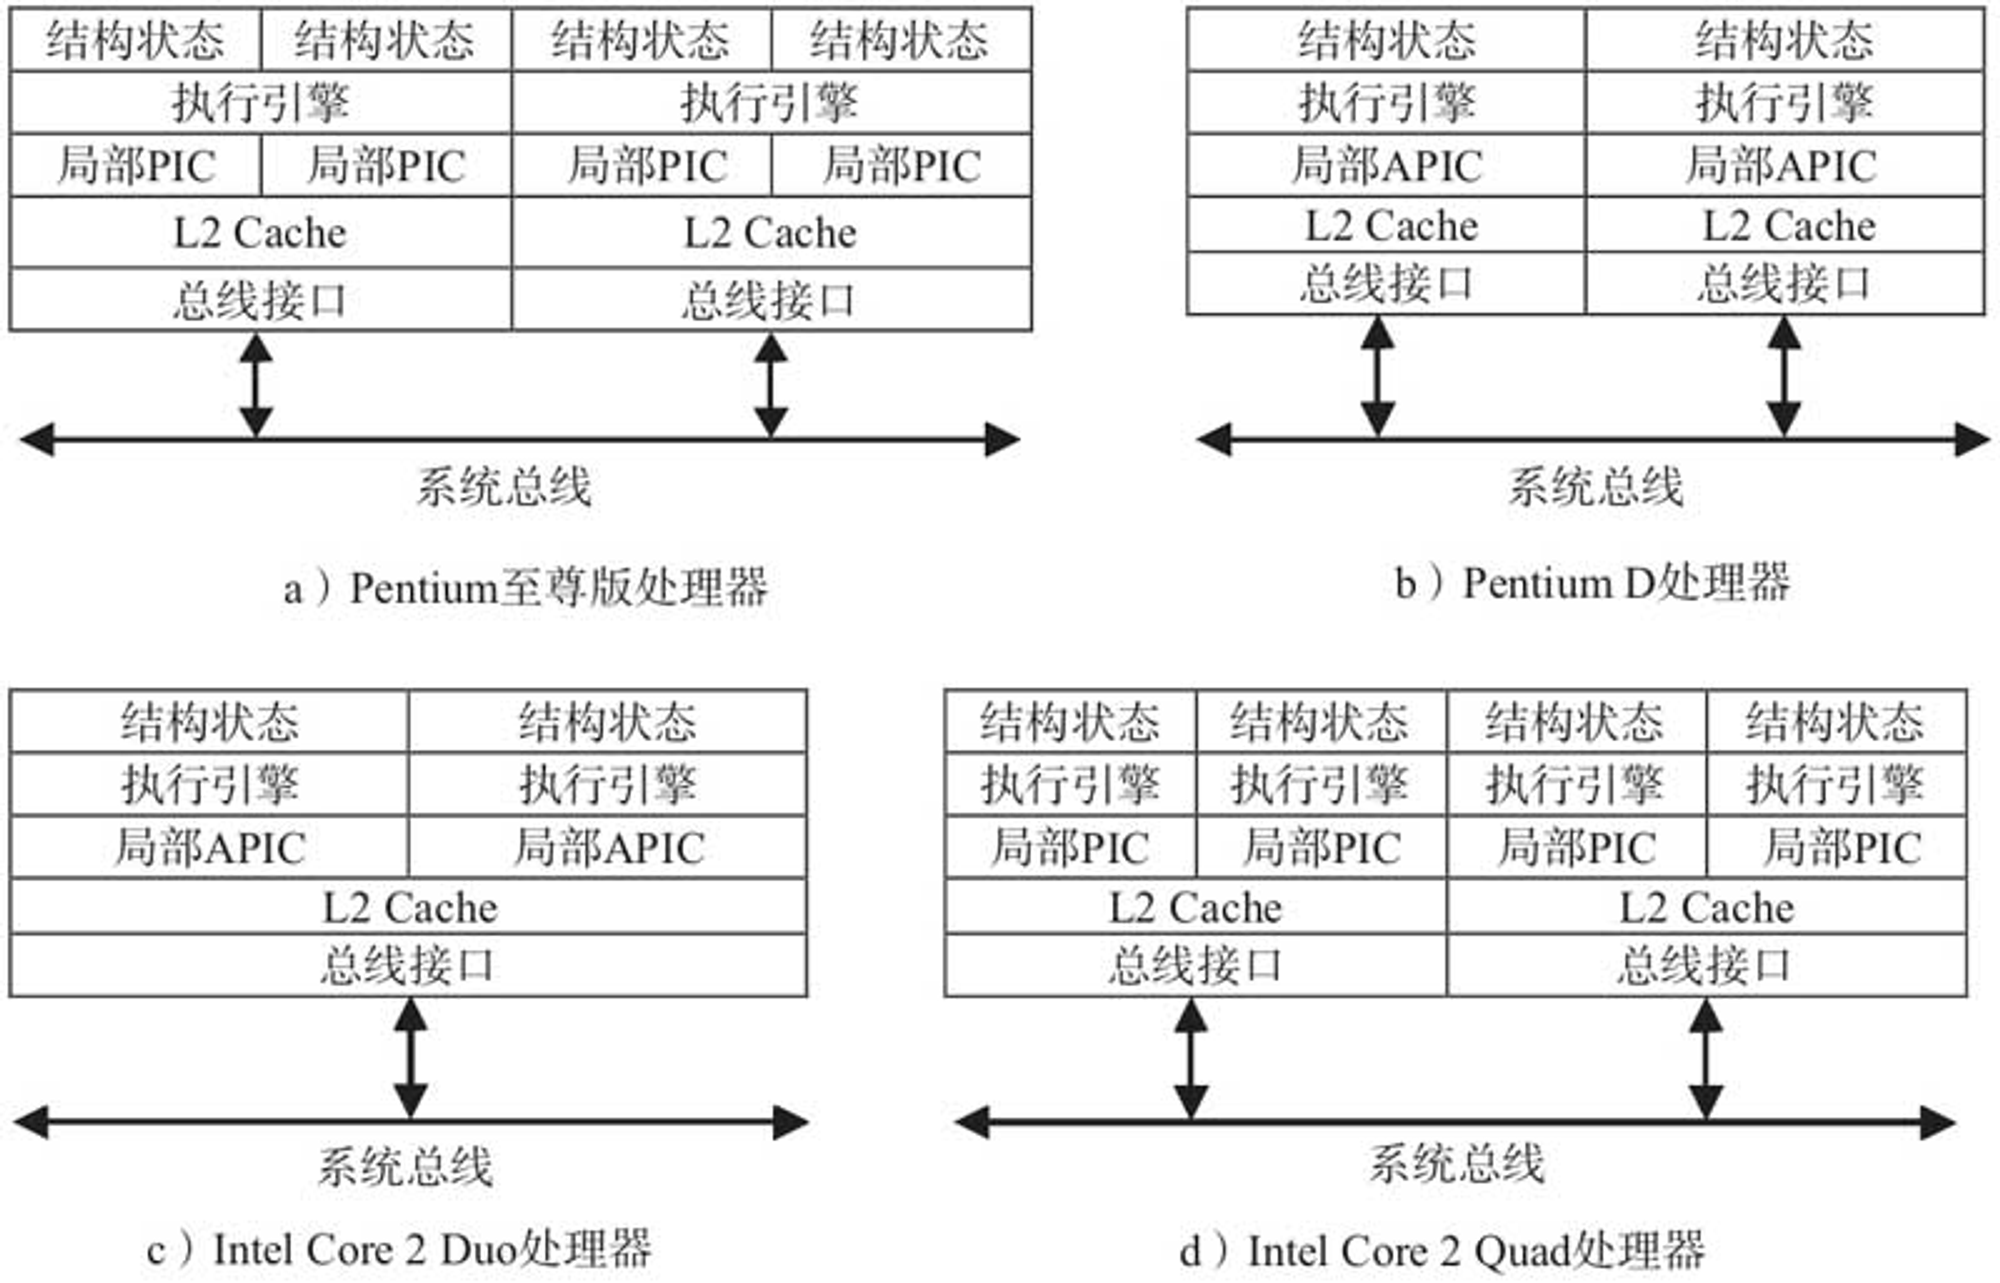 结构状态 结构状态 结构状态 结构状态
执行引擎 执行引擎
局部PIC 局部PIC 局部PIC 局部PIC
L2 Cache L2 Cache
总线接口 总线接口
系统总线
a）Pentium至尊版处理器
结构状态 结构状态
执行引擎 执行引擎
局部APIC 局部APIC
L2 Cache L2 Cache
总线接口 总线接口
系统总线
b）Pentium D处理器
结构状态 结构状态
执行引擎 执行引擎
局部APIC 局部APIC
L2 Cache
总线接口
系统总线
c）Intel Core 2 Duo处理器
结构状态 结构状态 结构状态 结构状态
执行引擎 执行引擎 执行引擎 执行引擎
局部PIC 局部PIC 局部PIC 局部PIC
L2 Cache L2 Cache
总线接口 总线接口
系统总线
d）Intel Core 2 Quad处理器